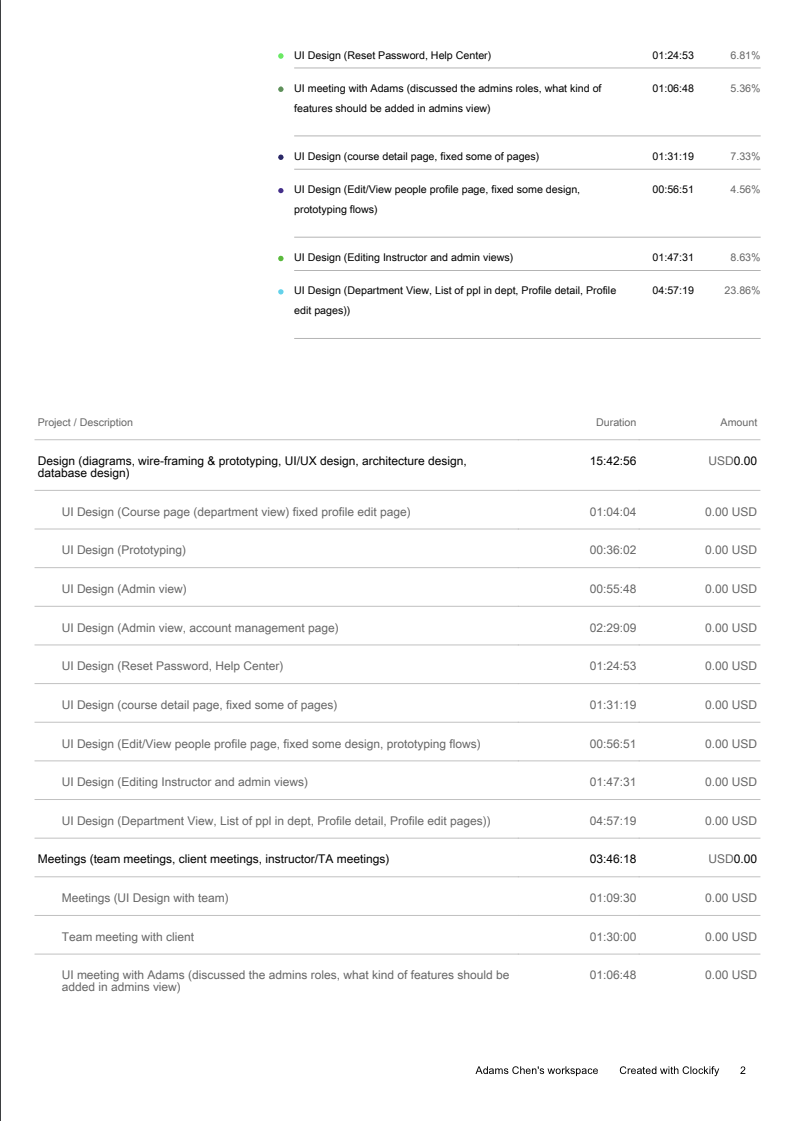 UI Design (Reset Password, Help Center) 01:24:53 6.81%
UI meeting with Adams (discussed the admins roles, what kind of 01:06:48 5.36%
features should be added in admins view)
UI Design (course detail page, fixed some of pages) 01:31:19 7.33%
UI Design (Edit/View people profile page, fixed some design, 00:56:51 4.56%
prototyping flows)
UI Design (Editing Instructor and admin views) 01:47:31 8.63%
UI Design (Department View, List of ppl in dept, Profile detail, Profile 04:57:19 23.86%
edit pages))
Project / Description Duration Amount
Design (diagrams, wire-framing & prototyping, UI/UX design, architecture design, 15:42:56 USD0.00
database design)
UI Design (Course page (department view) fixed profile edit page) 01:04:04 0.00 USD
UI Design (Prototyping) 00:36:02 0.00 USD
UI Design (Admin view) 00:55:48 0.00 USD
UI Design (Admin view, account management page) 02:29:09 0.00 USD
UI Design (Reset Password, Help Center) 01:24:53 0.00 USD
UI Design (course detail page, fixed some of pages) 01:31:19 0.00 USD
UI Design (Edit/View people profile page, fixed some design, prototyping flows) 00:56:51 0.00 USD
UI Design (Editing Instructor and admin views) 01:47:31 0.00 USD
UI Design (Department View, List of ppl in dept, Profile detail, Profile edit pages)) 04:57:19 0.00 USD
Meetings (team meetings, client meetings, instructor/TA meetings) 03:46:18 USD0.00
Meetings (UI Design with team) 01:09:30 0.00 USD
Team meeting with client 01:30:00 0.00 USD
UI meeting with Adams (discussed the admins roles, what kind of features should be 01:06:48 0.00 USD
added in admins view)
Adams Chen's workspace Created with Clockify 2